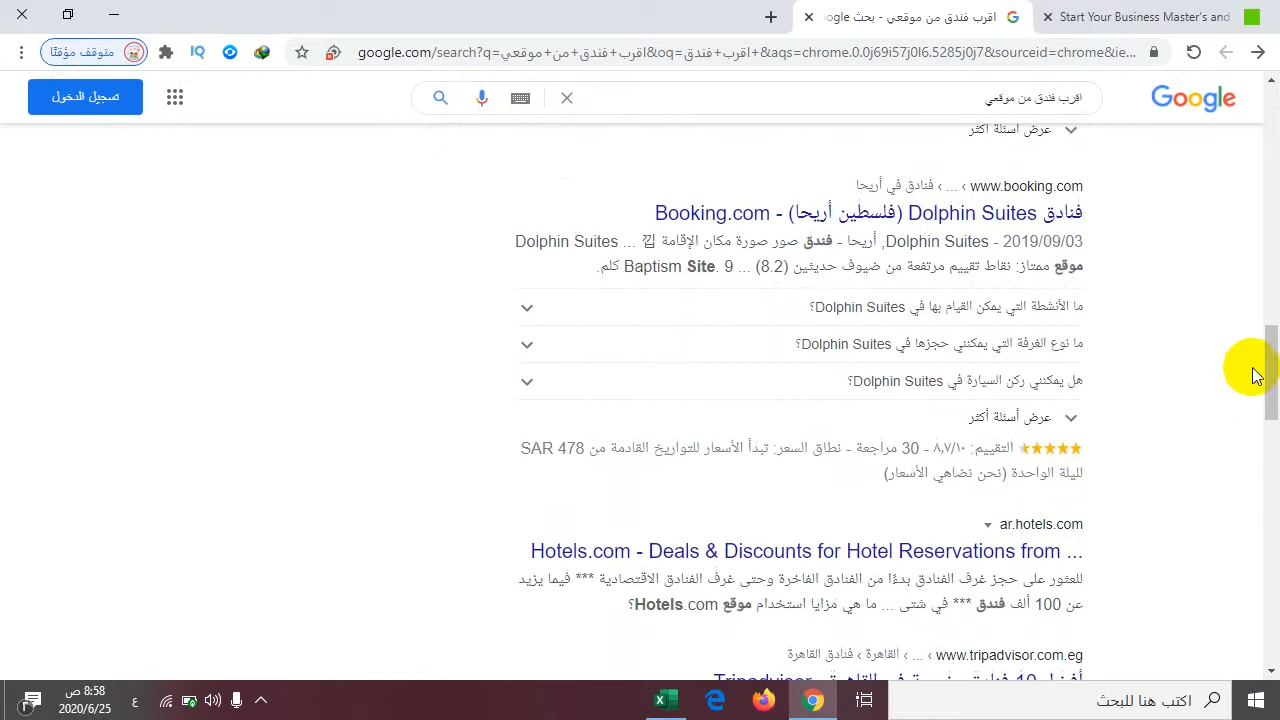 اقرب فندق من موقعي - بحث Google
Start Your Business Master's and
متوقف مؤقتًا
google.com/search?q=اقرب+فندق+من+موقعي&oq=اقرب+فندق+&aqs=chrome.0.0j69i57j0l6.5285j0j7&sourceid=chrome&ie...
Google
اقرب فندق من موقعي
تسجيل الدخول
عرض أسئلة أكثر
www.booking.com › ... › فنادق في أريحا
فنادق Dolphin Suites (فلسطين أريحا) - Booking.com
2019/09/03 - Dolphin Suites, أريحا - فندق صور صورة مكان الإقامة 낌 ... Dolphin Suites
موقع ممتاز: نقاط تقييم مرتفعة من ضيوف حديثين (8.2) ... Baptism Site. 9 كلم.
ما الأنشطة التي يمكن القيام بها في Dolphin Suites؟
ما نوع الغرفة التي يمكنني حجزها في Dolphin Suites؟
هل يمكنني ركن السيارة في Dolphin Suites؟
عرض أسئلة أكثر
التقييم: ٨٫٧/١٠ - 30 مراجعة - نطاق السعر: تبدأ الأسعار للتواريخ القادمة من SAR 478
لليلة الواحدة (نحن نضاهي الأسعار)
ar.hotels.com
Hotels.com - Deals & Discounts for Hotel Reservations from ...
للعثور على حجز غرف الفنادق بدءًا من الفنادق الفاخرة وحتى غرف الفنادق الاقتصادية *** فيما يزيد
عن 100 ألف فندق *** في شتى ... ما هي مزايا استخدام موقع Hotels.com؟
www.tripadvisor.com.eg › ... › القاهرة › فنادق القاهرة
أفضل 10 فنادق في القاهرة - Tripadvisor
اكتب هنا للبحث
ع
8:58 ص
2020/6/25